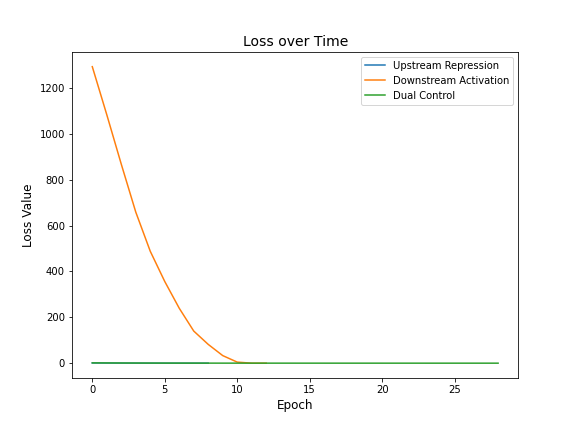 Loss over Time
Upstream Repression
Downstream Activation
Dual Control
Loss Value
1200
1000
800
600
400
200
0
0 5 10 15 20 25
Epoch